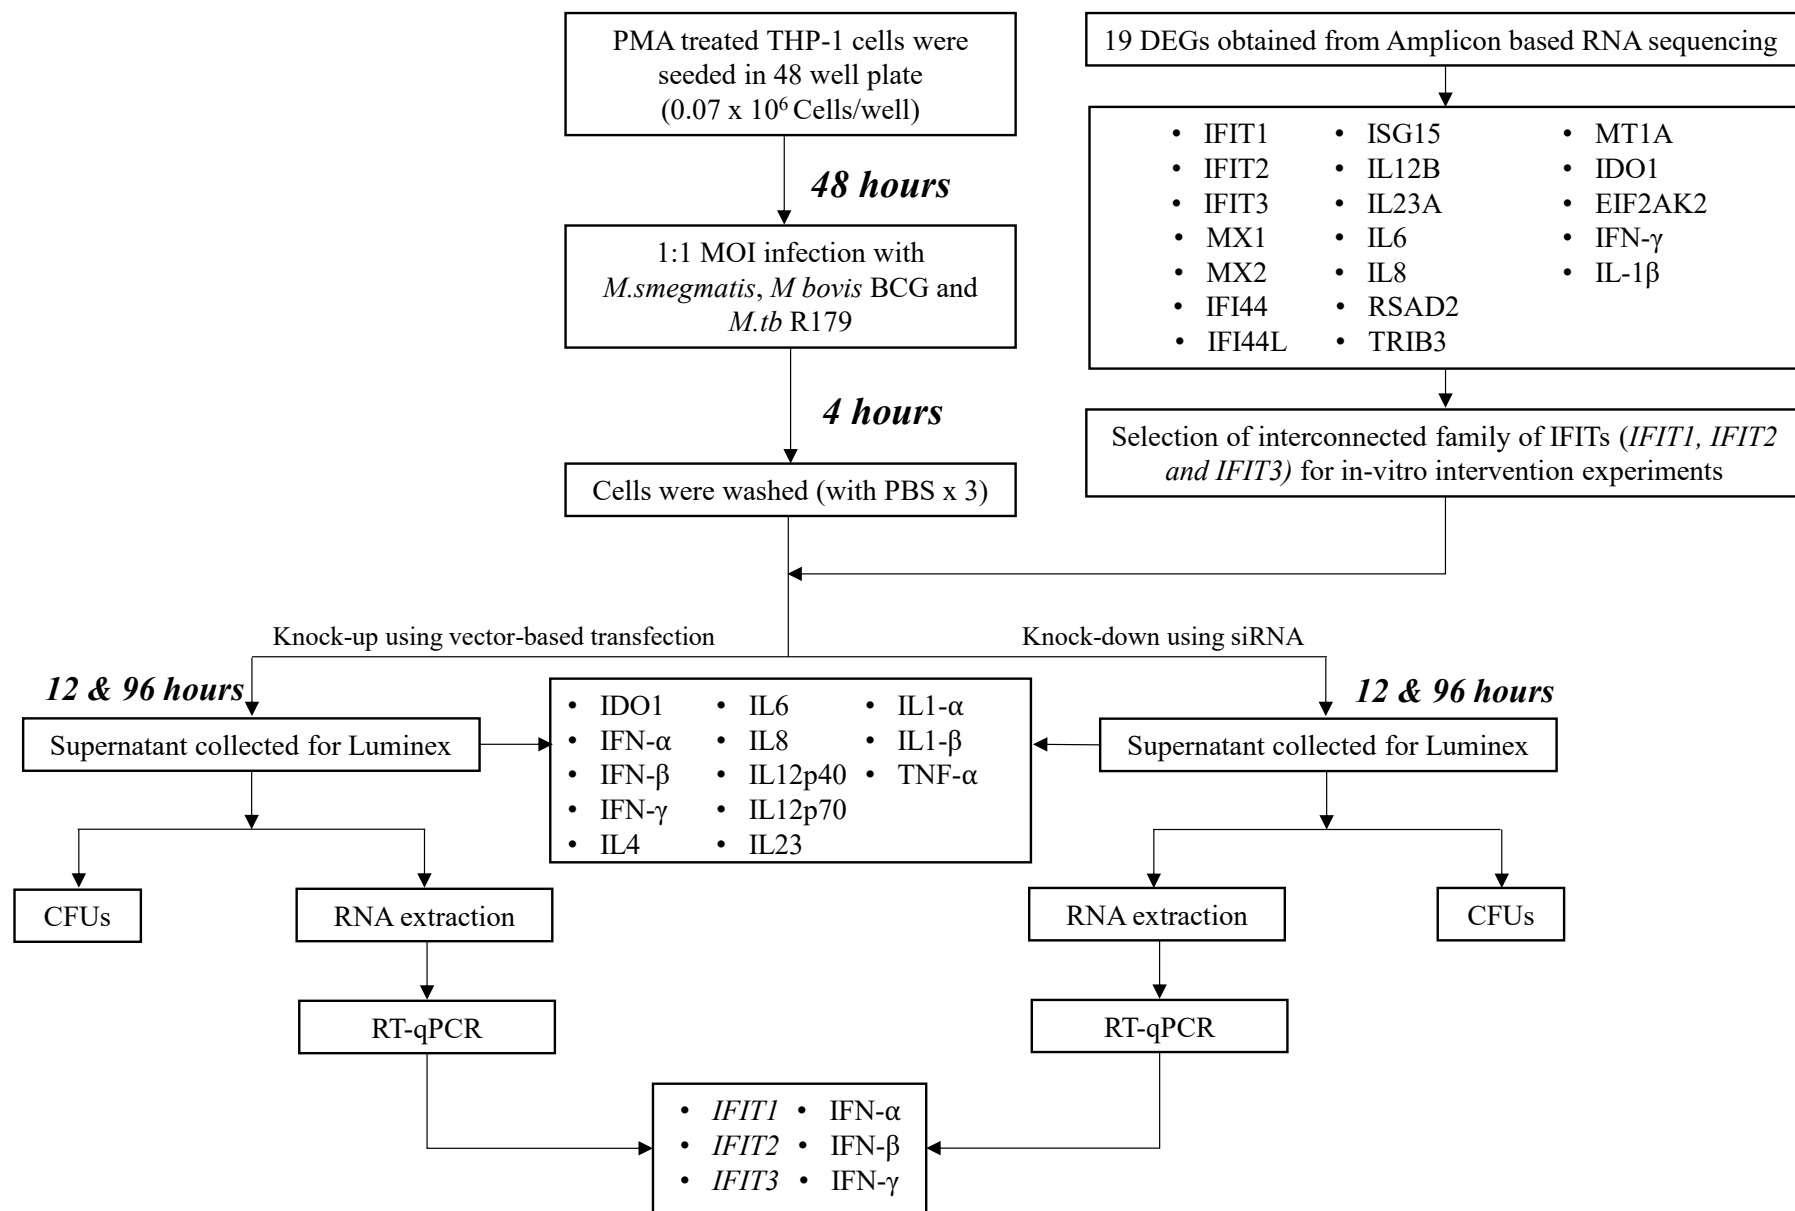 PMA treated THP-1 cells were
seeded in 48 well plate
(0.07 x 10⁶ Cells/well)
48 hours
1:1 MOI infection with
M.smegmatis, M bovis BCG and
M.tb R179
4 hours
Cells were washed (with PBS x 3)
19 DEGs obtained from Amplicon based RNA sequencing
• IFIT1 • ISG15 • MT1A
• IFIT2 • IL12B • IDO1
• IFIT3 • IL23A • EIF2AK2
• MX1 • IL6 • IFN-γ
• MX2 • IL8 • IL-1β
• IFI44 • RSAD2
• IFI44L • TRIB3
Selection of interconnected family of IFITs (IFIT1, IFIT2
and IFIT3) for in-vitro intervention experiments
Knock-up using vector-based transfection
Knock-down using siRNA
12 & 96 hours
12 & 96 hours
Supernatant collected for Luminex
• IDO1 • IL6 • IL1-α
• IFN-α • IL8 • IL1-β
• IFN-β • IL12p40 • TNF-α
• IFN-γ • IL12p70
• IL4 • IL23
Supernatant collected for Luminex
CFUs
RNA extraction
RNA extraction
CFUs
RT-qPCR
RT-qPCR
• IFIT1 • IFN-α
• IFIT2 • IFN-β
• IFIT3 • IFN-γ